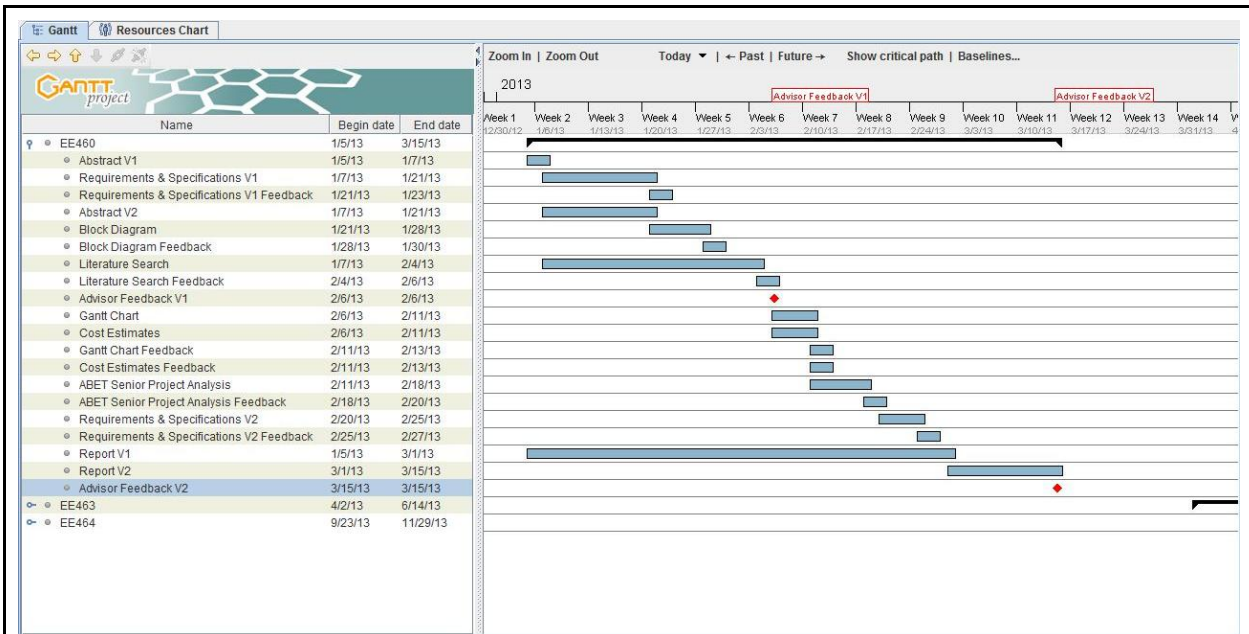 Gantt
Resources Chart
Zoom In | Zoom Out Today ▼ | ← Past | Future → Show critical path | Baselines...
GANTT
project
2013
Advisor Feedback V1
Advisor Feedback V2
Week 1 Week 2 Week 3 Week 4 Week 5 Week 6 Week 7 Week 8 Week 9 Week 10 Week 11 Week 12 Week 13 Week 14 W
12/30/12 1/6/13 1/13/13 1/20/13 1/27/13 2/3/13 2/10/13 2/17/13 2/24/13 3/3/13 3/10/13 3/17/13 3/24/13 3/31/13 4
Name Begin date End date
EE460 1/5/13 3/15/13
Abstract V1 1/5/13 1/7/13
Requirements & Specifications V1 1/7/13 1/21/13
Requirements & Specifications V1 Feedback 1/21/13 1/23/13
Abstract V2 1/7/13 1/21/13
Block Diagram 1/21/13 1/28/13
Block Diagram Feedback 1/28/13 1/30/13
Literature Search 1/7/13 2/4/13
Literature Search Feedback 2/4/13 2/6/13
Advisor Feedback V1 2/6/13 2/6/13
Gantt Chart 2/6/13 2/11/13
Cost Estimates 2/6/13 2/11/13
Gantt Chart Feedback 2/11/13 2/13/13
Cost Estimates Feedback 2/11/13 2/13/13
ABET Senior Project Analysis 2/11/13 2/18/13
ABET Senior Project Analysis Feedback 2/18/13 2/20/13
Requirements & Specifications V2 2/20/13 2/25/13
Requirements & Specifications V2 Feedback 2/25/13 2/27/13
Report V1 1/5/13 3/1/13
Report V2 3/1/13 3/15/13
Advisor Feedback V2 3/15/13 3/15/13
EE463 4/2/13 6/14/13
EE464 9/23/13 11/29/13